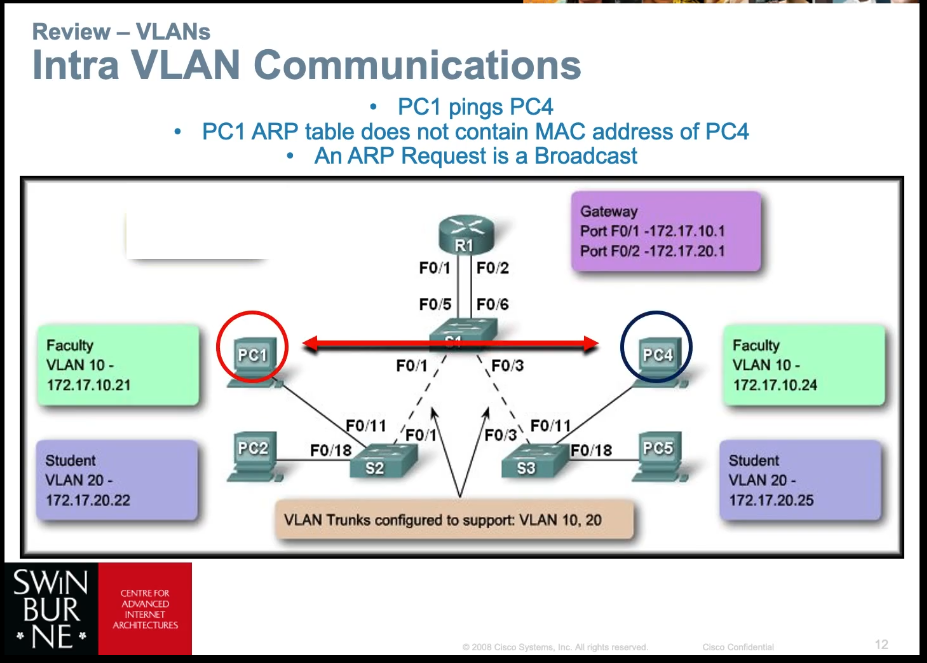 Review – VLANs
Intra VLAN Communications
• PC1 pings PC4
• PC1 ARP table does not contain MAC address of PC4
• An ARP Request is a Broadcast
Gateway
Port F0/1 -172.17.10.1
Port F0/2 -172.17.20.1
R1
F0/1 F0/2
F0/5 F0/6
S1
Faculty
VLAN 10 -
172.17.10.21
PC1
PC4
Faculty
VLAN 10 -
172.17.10.24
F0/1 F0/3
F0/11 F0/1 F0/3 F0/11
Student
VLAN 20 -
172.17.20.22
PC2
F0/18
S2
S3
F0/18
PC5
Student
VLAN 20 -
172.17.20.25
VLAN Trunks configured to support: VLAN 10, 20
SWIN
BUR
* NE *
CENTRE FOR
ADVANCED
INTERNET
ARCHITECTURES
© 2008 Cisco Systems, Inc. All rights reserved.
Cisco Confidential
12